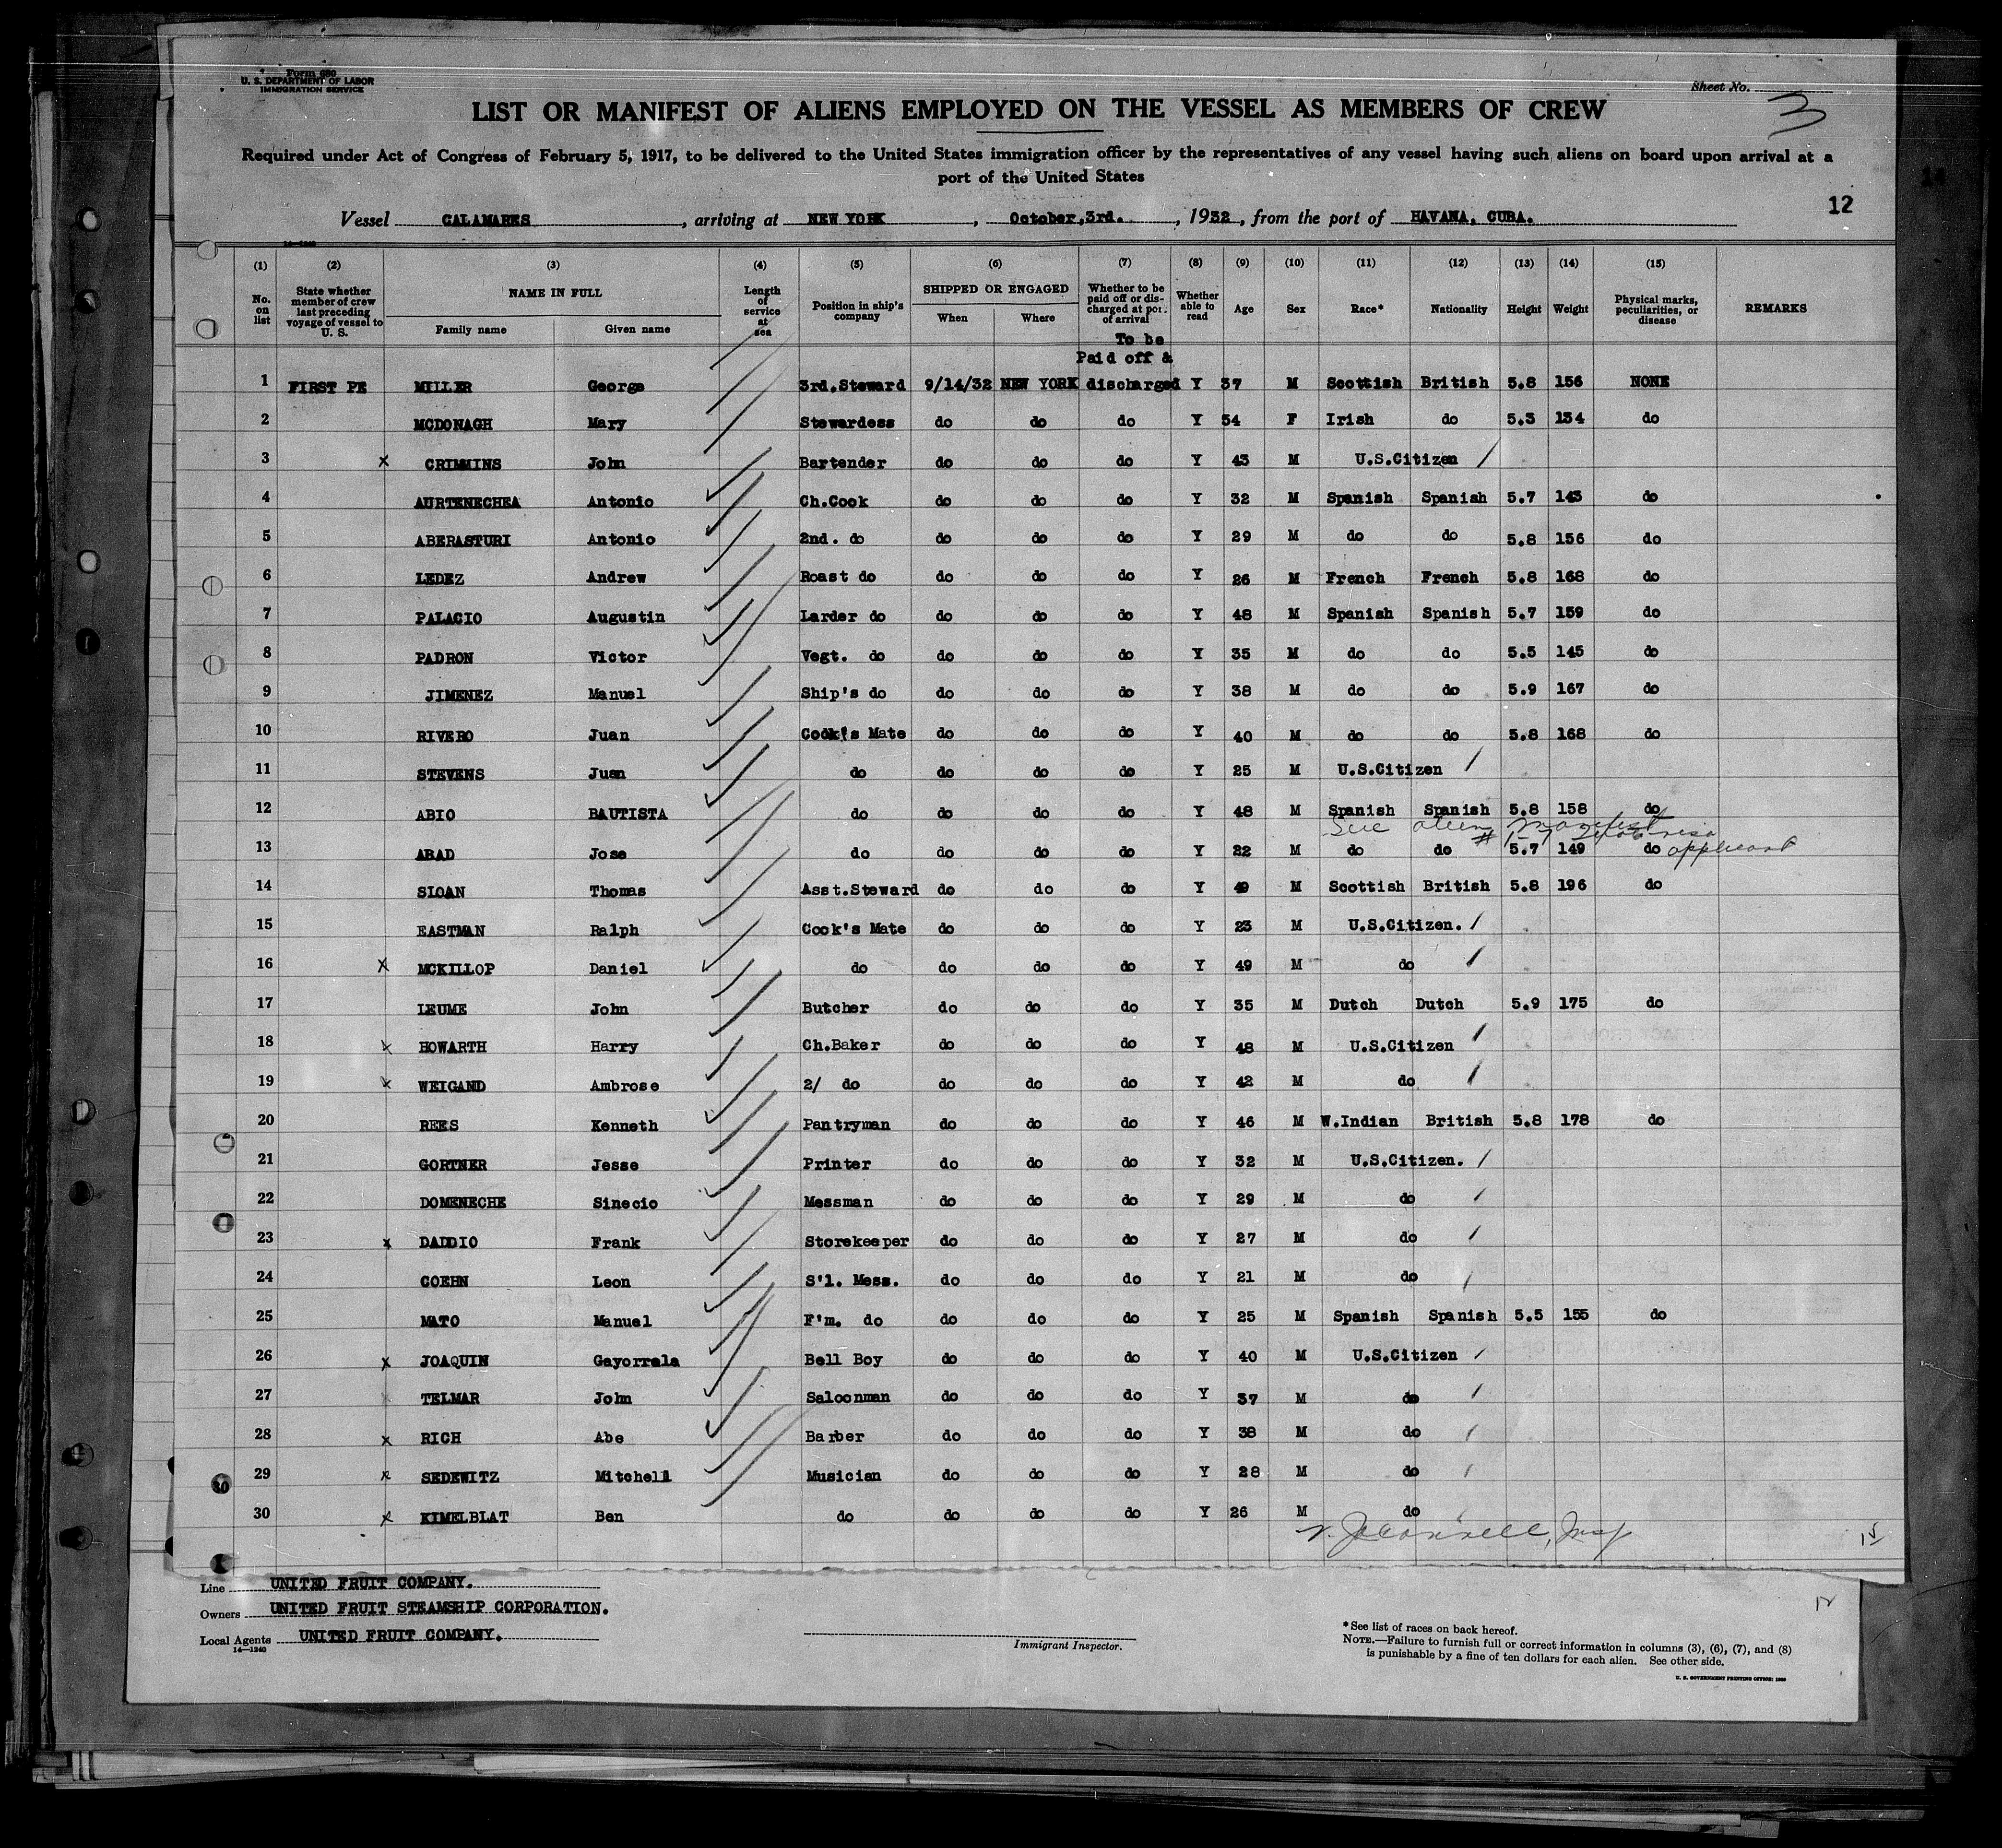 Form 680
U. S. DEPARTMENT OF LABOR
IMMIGRATION SERVICE
Sheet No. 3
LIST OR MANIFEST OF ALIENS EMPLOYED ON THE VESSEL AS MEMBERS OF CREW
Required under Act of Congress of February 5, 1917, to be delivered to the United States immigration officer by the representatives of any vessel having such aliens on board upon arrival at a
port of the United States
14
12
Vessel CALAMARES, arriving at NEW YORK, October,3rd., 1932, from the port of HAVANA, CUBA.
14—1240
(1) (2) (3) (4) (5) (6) (7) (8) (9) (10) (11) (12) (13) (14) (15)
No. on list State whether member of crew last preceding voyage of vessel to U. S. NAME IN FULL Family name Given name Length of service at sea Position in ship's company SHIPPED OR ENGAGED When Where Whether to be paid off or discharged at port of arrival Whether able to read Age Sex Race* Nationality Height Weight Physical marks, peculiarities, or disease REMARKS
To be
Paid off &
1 FIRST PE MILLER George 3rd.Steward 9/14/32 NEW YORK discharged Y 37 M Scottish British 5.8 156 NONE
2 MCDONAGH Mary Stewardess do do do Y 54 F Irish do 5.3 134 do
3 X CRIMMINS John Bartender do do do Y 43 M U.S.Citizen /
4 AURTENECHEA Antonio Ch.Cook do do do Y 32 M Spanish Spanish 5.7 143 do
5 ABERASTURI Antonio 2nd. do do do do Y 29 M do do 5.8 156 do
6 LEDEZ Andrew Roast do do do do Y 26 M French French 5.8 168 do
7 PALACIO Augustin Larder do do do do Y 48 M Spanish Spanish 5.7 159 do
8 PADRON Victor Vegt. do do do do Y 35 M do do 5.5 145 do
9 JIMENEZ Manuel Ship's do do do do Y 38 M do do 5.9 167 do
10 RIVERO Juan Cook's Mate do do do Y 40 M do do 5.8 168 do
11 STEVENS Juan do do do do Y 25 M U.S.Citizen /
12 ABIO BAUTISTA do do do do Y 48 M Spanish Spanish 5.8 158 do
See alien manifest
13 ABAD Jose do do do do Y 22 M do do 5.7 149 do applicant
14 SLOAN Thomas Asst.Steward do do do Y 49 M Scottish British 5.8 196 do
15 EASTMAN Ralph Cook's Mate do do do Y 23 M U.S.Citizen. /
16 X MCKILLOP Daniel do do do do Y 49 M do /
17 LEUME John Butcher do do do Y 35 M Dutch Dutch 5.9 175 do
18 X HOWARTH Harry Ch.Baker do do do Y 48 M U.S.Citizen /
19 X WEIGAND Ambrose 2/ do do do do Y 42 M do /
20 REES Kenneth Pantryman do do do Y 46 M W.Indian British 5.8 178 do
21 GORTNER Jesse Printer do do do Y 32 M U.S.Citizen. /
22 DOMENECHE Sinecio Messman do do do Y 29 M do /
23 X DADDIO Frank Storekeeper do do do Y 27 M do /
24 COEHN Leon S'l. Mess. do do do Y 21 M do /
25 MATO Manuel F'm. do do do do Y 25 M Spanish Spanish 5.5 155 do
26 X JOAQUIN Gayorrala Bell Boy do do do Y 40 M U.S.Citizen /
27 X TELMAR John Saloonman do do do Y 37 M do /
28 X RICH Abe Barber do do do Y 38 M do /
29 X SEDEWITZ Mitchell Musician do do do Y 28 M do /
30 X KIMELBLAT Ben do do do do Y 26 M do
15
Line UNITED FRUIT COMPANY.
Owners UNITED FRUIT STEAMSHIP CORPORATION.
Local Agents UNITED FRUIT COMPANY.
14—1240
Immigrant Inspector.
12
*See list of races on back hereof.
NOTE.—Failure to furnish full or correct information in columns (3), (6), (7), and (8)
is punishable by a fine of ten dollars for each alien. See other side.
U. S. GOVERNMENT PRINTING OFFICE: 1930